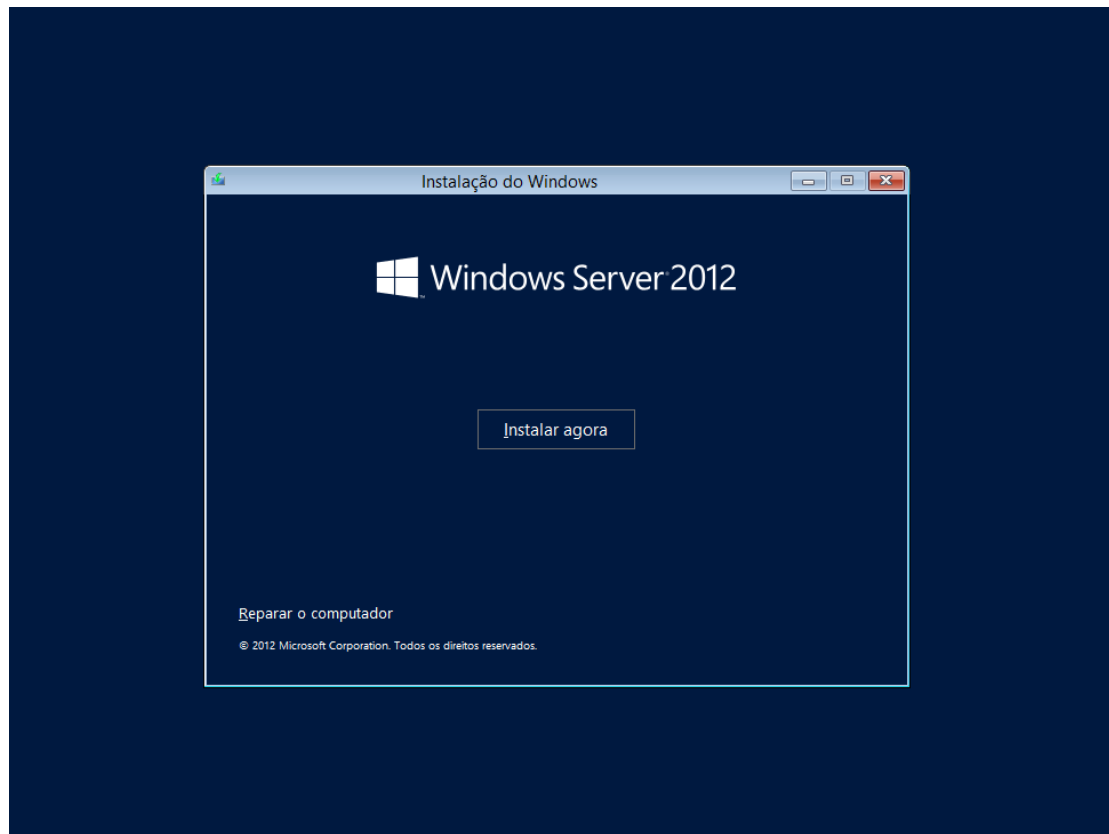 Instalação do Windows
Windows Server 2012
Instalar agora
Reparar o computador
© 2012 Microsoft Corporation. Todos os direitos reservados.